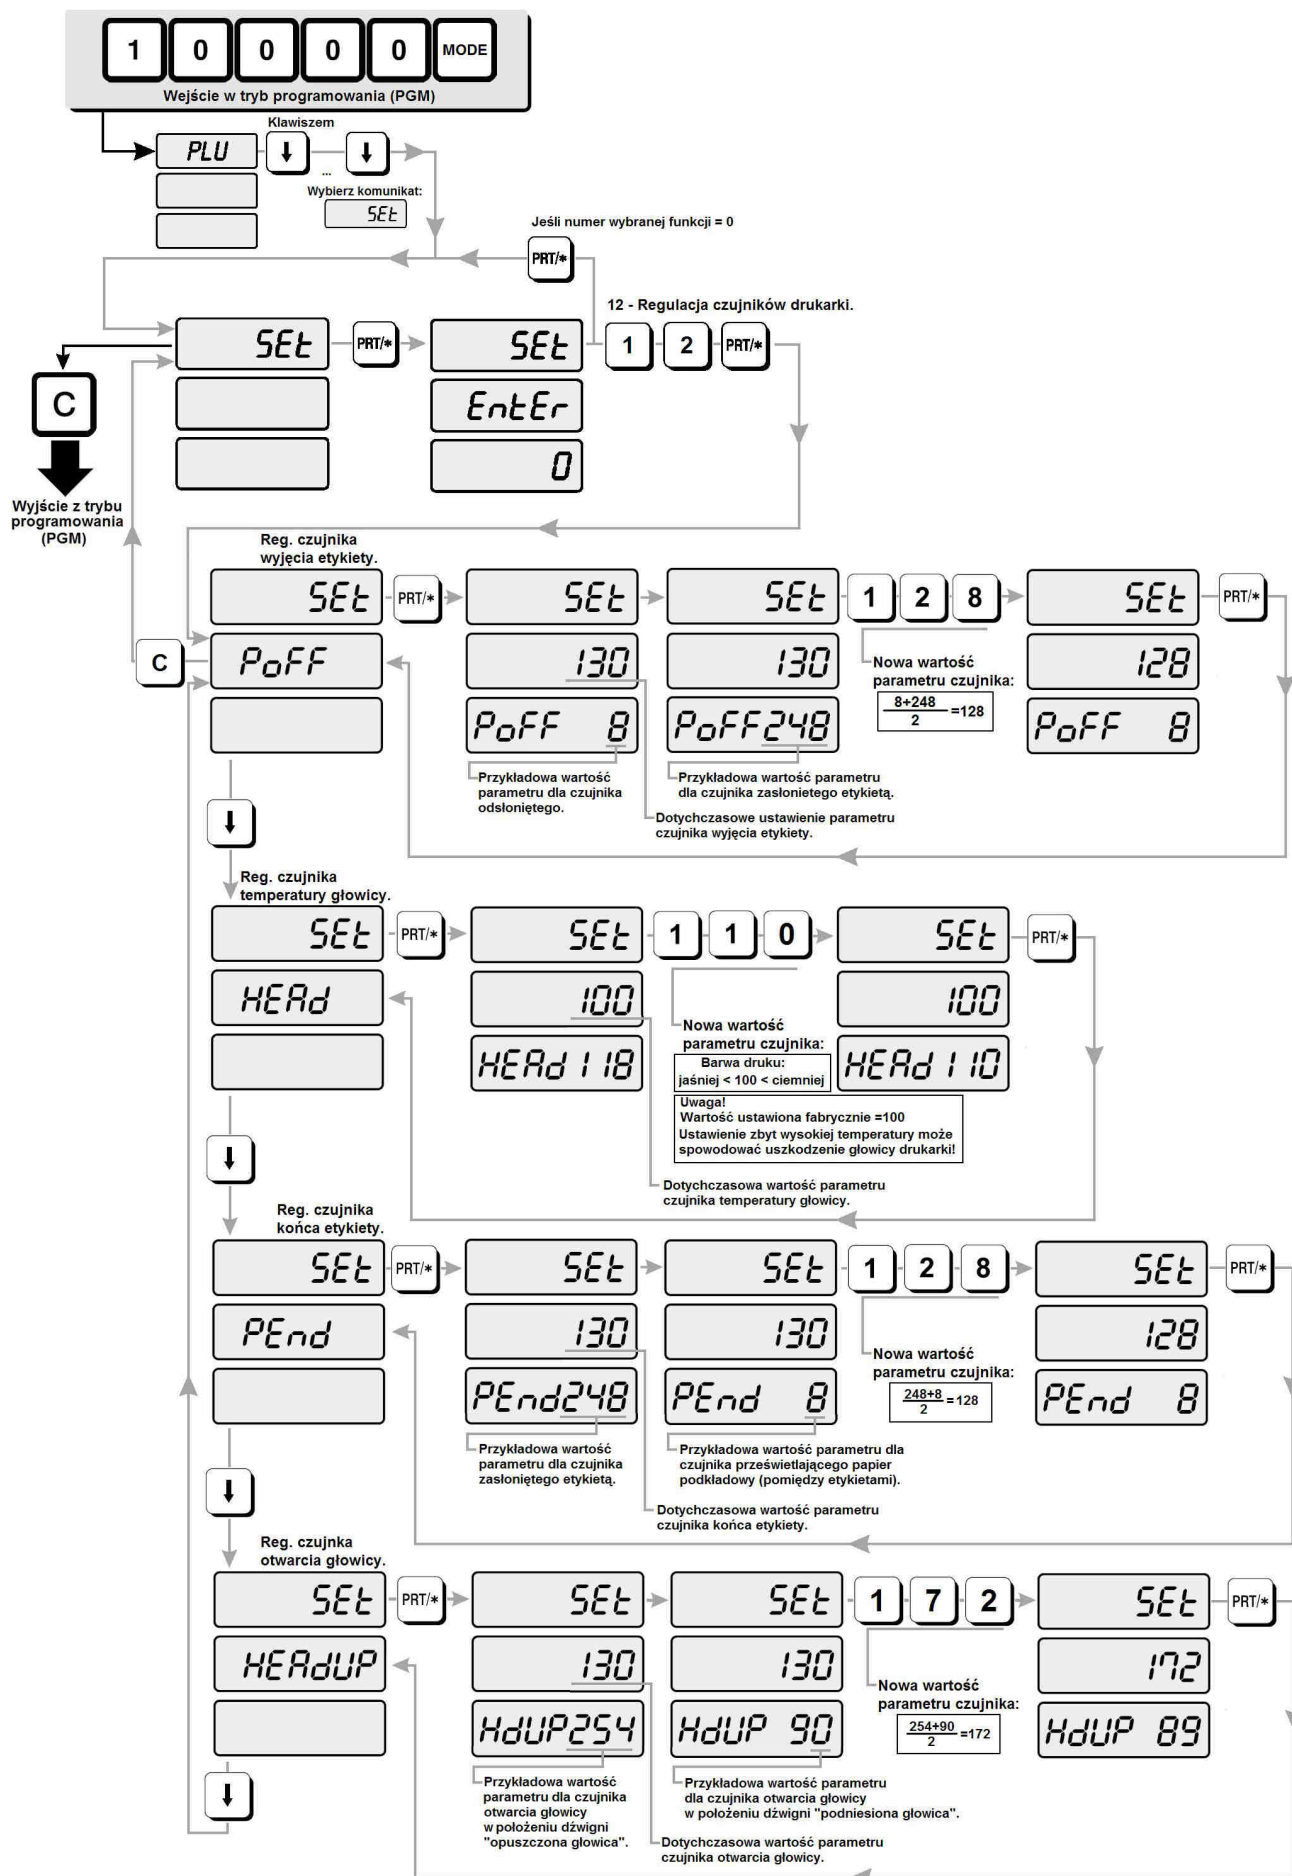 1 0 0 0 0 MODE
Wejście w tryb programowania (PGM)
Klawiszem
PLU
...
Wybierz komunikat:
SEt
Jeśli numer wybranej funkcji = 0
PRT/*
12 - Regulacja czujników drukarki.
SEt PRT/* SEt 1 2 PRT/*
C
EntEr
0
Wyjście z trybu
programowania
(PGM)
Reg. czujnika
wyjęcia etykiety.
SEt PRT/* SEt SEt 1 2 8 SEt PRT/*
C
PoFF 130 130 128
Nowa wartość
parametru czujnika:
8+248
2
=128
PoFF 8 PoFF248 PoFF 8
Przykładowa wartość
parametru dla czujnika
odsłoniętego.
Przykładowa wartość parametru
dla czujnika zasłonietego etykietą.
Dotychczasowe ustawienie parametru
czujnika wyjęcia etykiety.
Reg. czujnika
temperatury głowicy.
SEt PRT/* SEt 1 1 0 SEt PRT/*
HEAd 100 100
Nowa wartość
parametru czujnika:
Barwa druku:
jaśniej < 100 < ciemniej
HEAd118 HEAd110
Uwaga!
Wartość ustawiona fabrycznie =100
Ustawienie zbyt wysokiej temperatury może
spowodować uszkodzenie głowicy drukarki!
Dotychczasowa wartość parametru
czujnika temperatury głowicy.
Reg. czujnika
końca etykiety.
SEt PRT/* SEt SEt 1 2 8 SEt PRT/*
PEnd 130 130 128
Nowa wartość
parametru czujnika:
248+8
2
=128
PEnd248 PEnd 8 PEnd 8
Przykładowa wartość
parametru dla czujnika
zasłoniętego etykietą.
Przykładowa wartość parametru dla
czujnika prześwietlającego papier
podkładowy (pomiędzy etykietami).
Dotychczasowa wartość parametru
czujnika końca etykiety.
Reg. czujnka
otwarcia głowicy.
SEt PRT/* SEt SEt 1 7 2 SEt PRT/*
HEAdUP 130 130 172
Nowa wartość
parametru czujnika:
254+90
2
=172
HdUP254 HdUP 90 HdUP 89
Przykładowa wartość
parametru dla czujnika
otwarcia głowicy
w położeniu dźwigni
"opuszczona głowica".
Przykładowa wartość parametru
dla czujnika otwarcia głowicy
w położeniu dźwigni "podniesiona głowica".
Dotychczasowa wartość parametru
czujnika otwarcia głowicy.